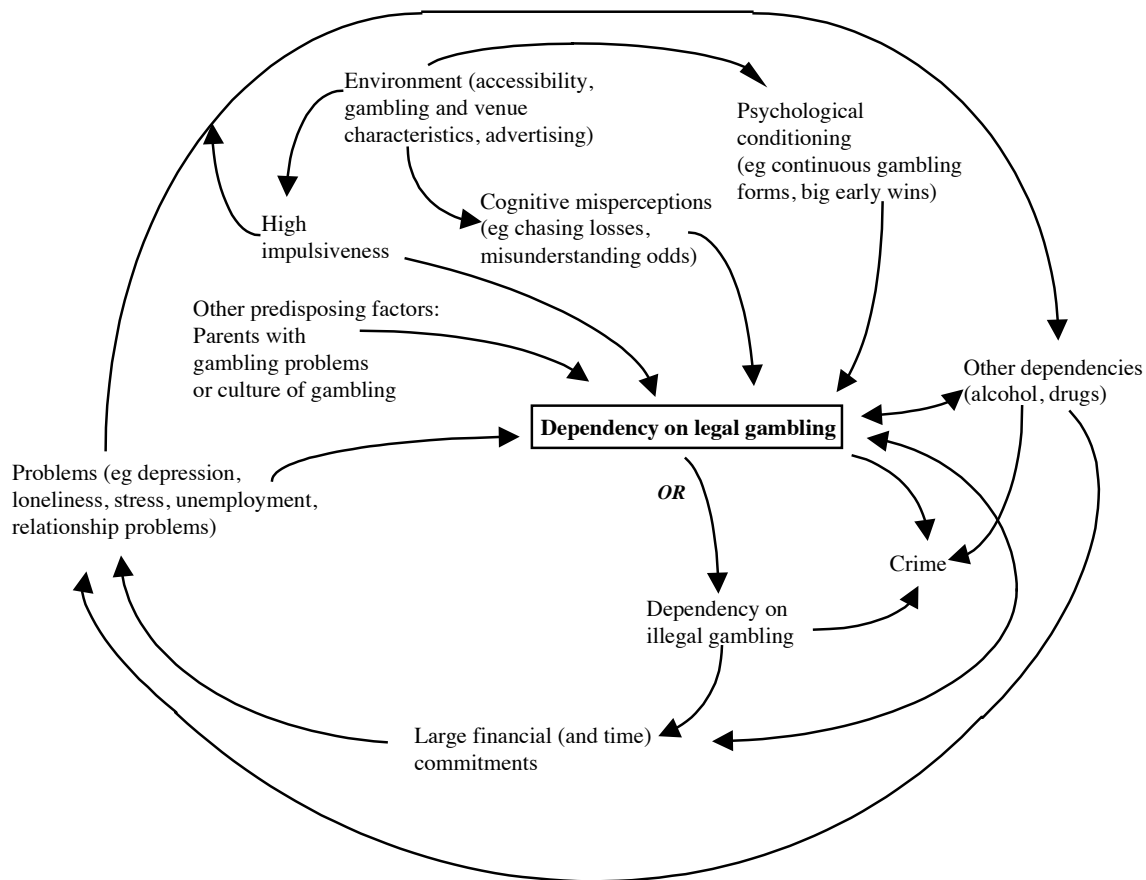 Environment (accessibility,
gambling and venue
characteristics, advertising)
Psychological
conditioning
(eg continuous gambling
forms, big early wins)
Cognitive misperceptions
(eg chasing losses,
misunderstanding odds)
High
impulsiveness
Other predisposing factors:
Parents with
gambling problems
or culture of gambling
Other dependencies
(alcohol, drugs)
Dependency on legal gambling
Problems (eg depression,
loneliness, stress, unemployment,
relationship problems)
OR
Crime
Dependency on
illegal gambling
Large financial (and time)
commitments